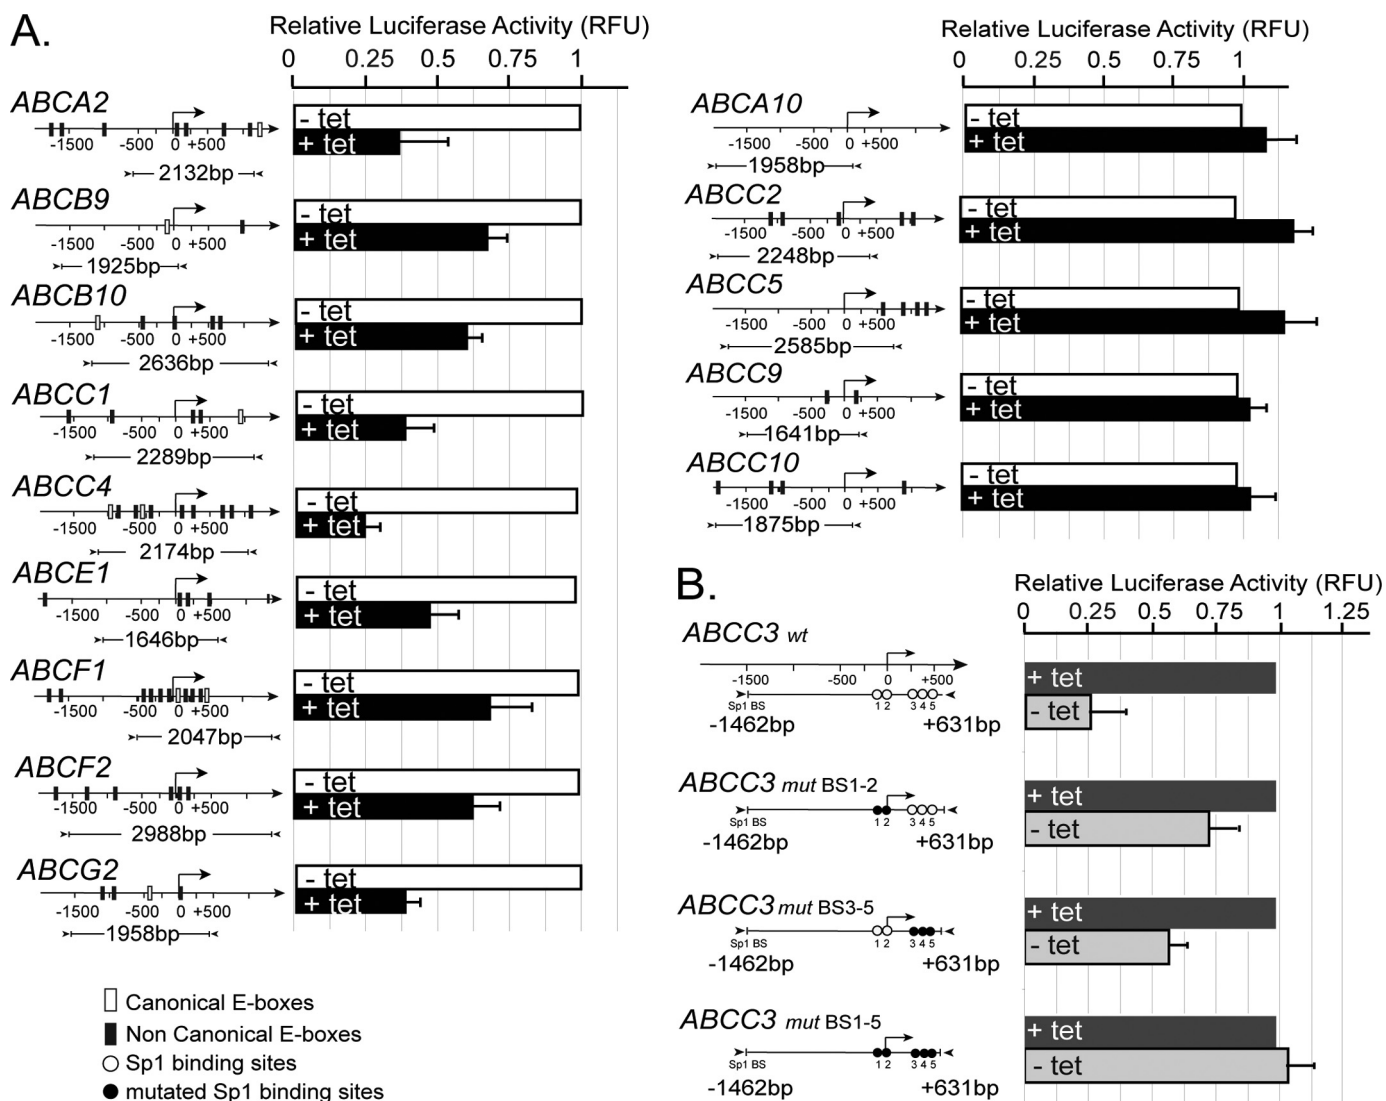 A.
Relative Luciferase Activity (RFU)
0 0.25 0.5 0.75 1
ABCA2
-1500 -500 0 +500
2132bp
- tet
+ tet
ABCB9
-1500 -500 0 +500
1925bp
- tet
+ tet
ABCB10
-1500 -500 0 +500
2636bp
- tet
+ tet
ABCC1
-1500 -500 0 +500
2289bp
- tet
+ tet
ABCC4
-1500 -500 0 +500
2174bp
- tet
+ tet
ABCE1
-1500 -500 0 +500
1646bp
- tet
+ tet
ABCF1
-1500 -500 0 +500
2047bp
- tet
+ tet
ABCF2
-1500 -500 0 +500
2988bp
- tet
+ tet
ABCG2
-1500 -500 0 +500
1958bp
- tet
+ tet
Canonical E-boxes
Non Canonical E-boxes
Sp1 binding sites
mutated Sp1 binding sites
Relative Luciferase Activity (RFU)
0 0.25 0.5 0.75 1
ABCA10
-1500 -500 0 +500
1958bp
- tet
+ tet
ABCC2
-1500 -500 0 +500
2248bp
- tet
+ tet
ABCC5
-1500 -500 0 +500
2585bp
- tet
+ tet
ABCC9
-1500 -500 0 +500
1641bp
- tet
+ tet
ABCC10
-1500 -500 0 +500
1875bp
- tet
+ tet
B.
Relative Luciferase Activity (RFU)
0 0.25 0.5 0.75 1 1.25
ABCC3 wt
-1500 -500 0 +500
Sp1 BS 1 2 3 4 5
-1462bp +631bp
+ tet
- tet
ABCC3 mut BS1-2
Sp1 BS 1 2 3 4 5
-1462bp +631bp
+ tet
- tet
ABCC3 mut BS3-5
Sp1 BS 1 2 3 4 5
-1462bp +631bp
+ tet
- tet
ABCC3 mut BS1-5
Sp1 BS 1 2 3 4 5
-1462bp +631bp
+ tet
- tet